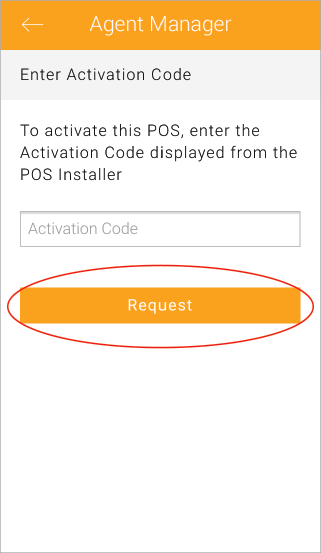 Agent Manager
Enter Activation Code
To activate this POS, enter the
Activation Code displayed from the
POS Installer
Activation Code
Request